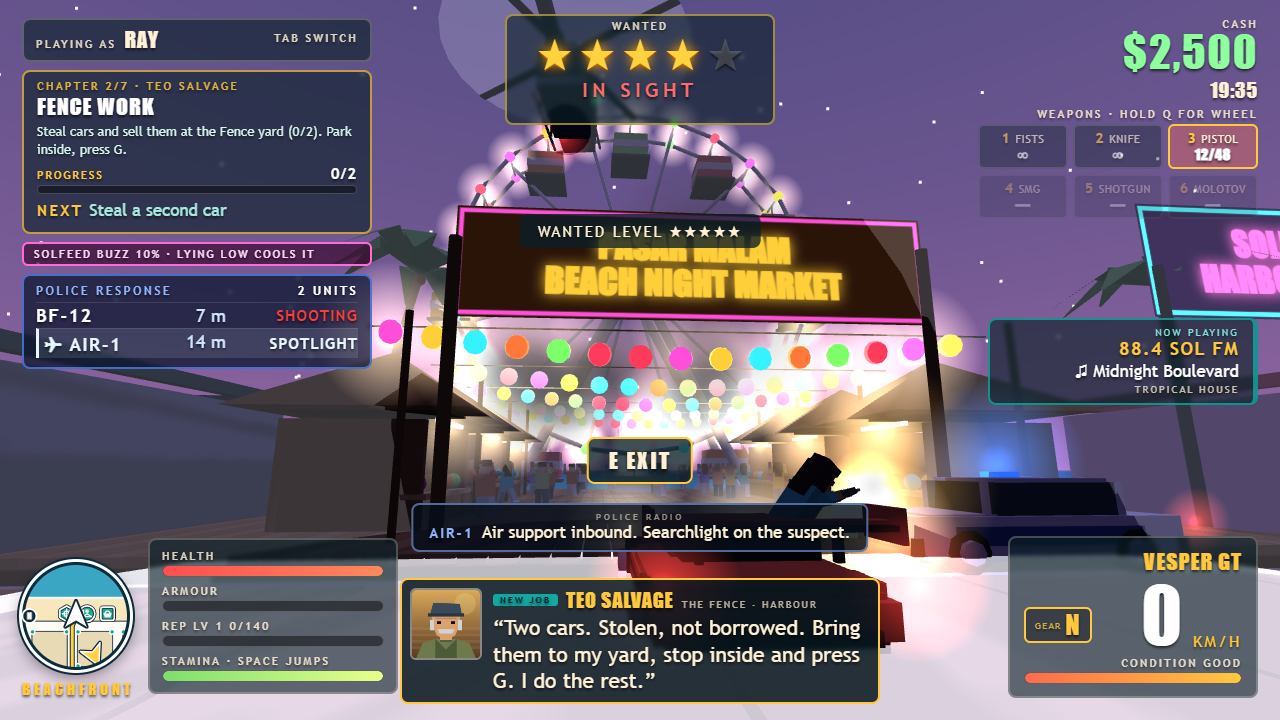 PLAYING AS RAY
TAB SWITCH
CHAPTER 2/7 · TEO SALVAGE
FENCE WORK
Steal cars and sell them at the Fence yard (0/2). Park
inside, press G.
PROGRESS 0/2
NEXT Steal a second car
SOLFEED BUZZ 10% · LYING LOW COOLS IT
POLICE RESPONSE 2 UNITS
BF-12 7 m SHOOTING
AIR-1 14 m SPOTLIGHT
WANTED
IN SIGHT
WANTED LEVEL ★★★★★
PASAR MALAM
BEACH NIGHT MARKET
CASH
$2,500
19:35
WEAPONS · HOLD Q FOR WHEEL
1 FISTS ∞
2 KNIFE ∞
3 PISTOL 12/48
4 SMG —
5 SHOTGUN —
6 MOLOTOV —
NOW PLAYING
88.4 SOL FM
♫ Midnight Boulevard
TROPICAL HOUSE
E EXIT
POLICE RADIO
AIR-1 Air support inbound. Searchlight on the suspect.
NEW JOB TEO SALVAGE THE FENCE · HARBOUR
“Two cars. Stolen, not borrowed. Bring
them to my yard, stop inside and press
G. I do the rest.”
HEALTH
ARMOUR
REP LV 1 0/140
STAMINA · SPACE JUMPS
BEACHFRONT
VESPER GT
GEAR N
0 KM/H
CONDITION GOOD